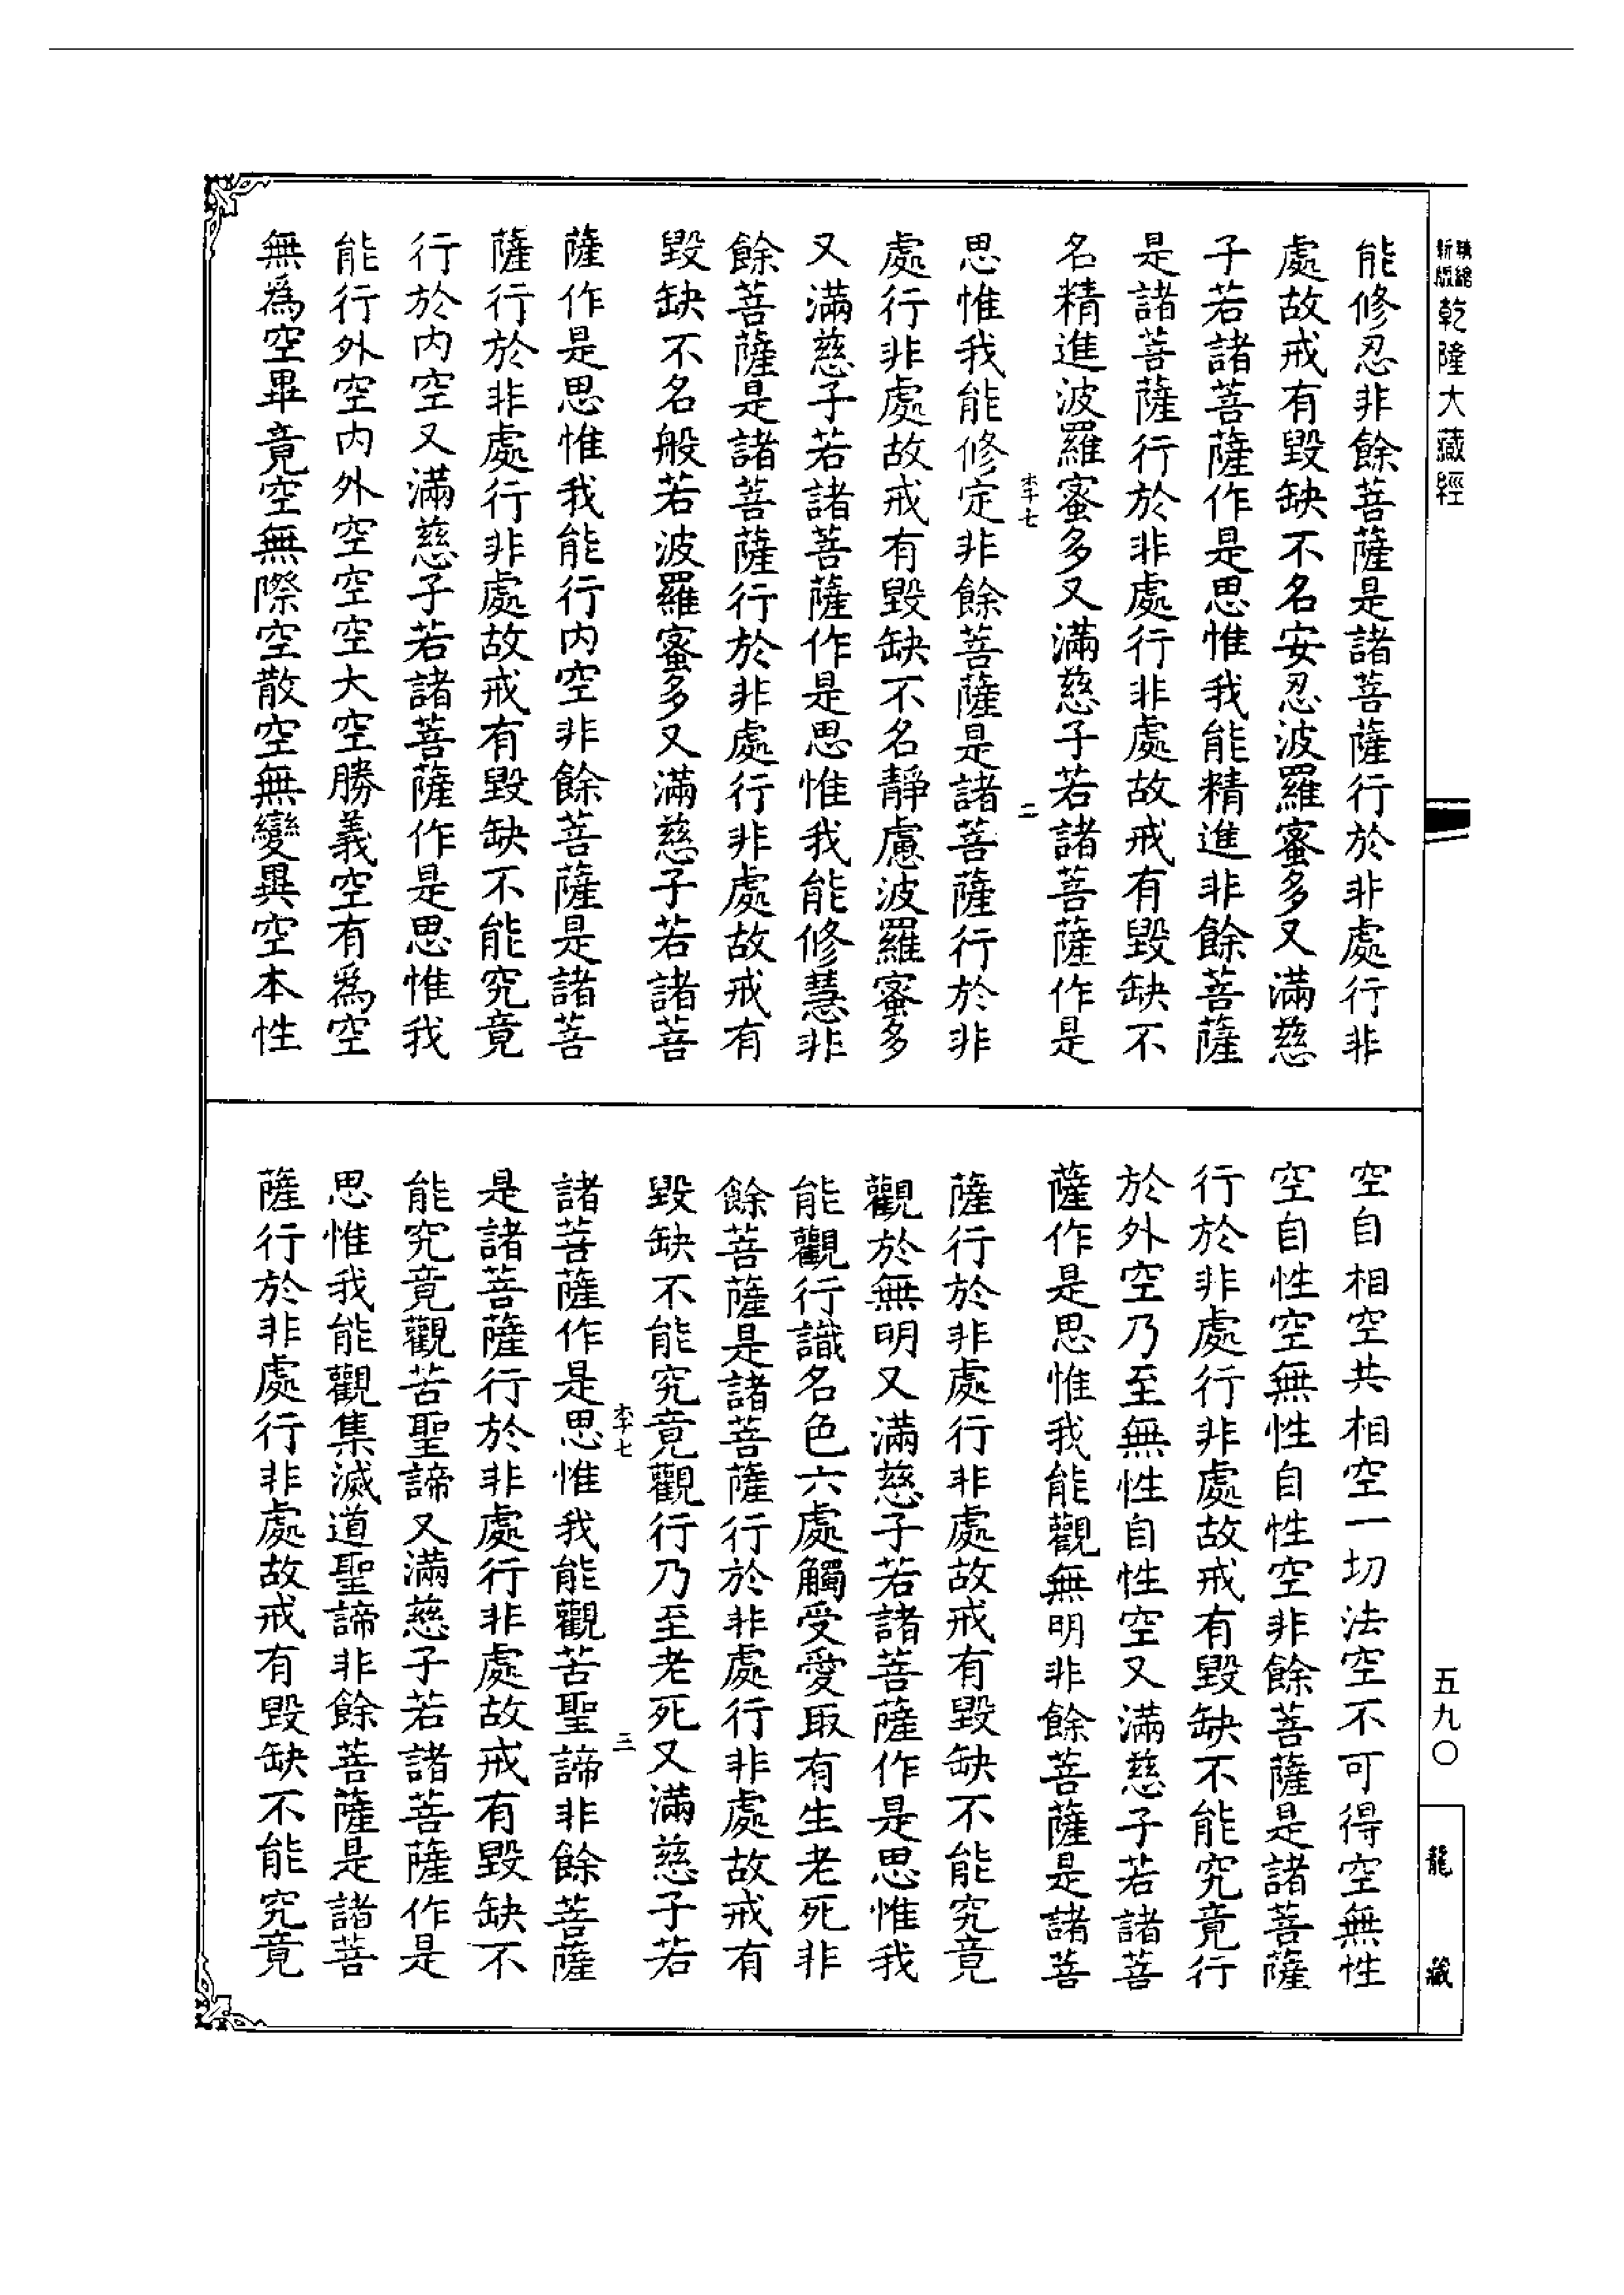 新版
精縮
乾隆大藏經
能修忍非餘菩薩是諸菩薩行於非處行非
處故戒有毀缺不名安忍波羅蜜多又滿慈
子若諸菩薩作是思惟我能精進非餘菩薩
是諸菩薩行於非處行非處故戒有毀缺不
名精進波羅蜜多又滿慈子若諸菩薩作是
李七
二
思惟我能修定非餘菩薩是諸菩薩行於非
處行非處故戒有毀缺不名靜慮波羅蜜多
又滿慈子若諸菩薩作是思惟我能修慧非
餘菩薩是諸菩薩行於非處行非處故戒有
毀缺不名般若波羅蜜多又滿慈子若諸菩
薩作是思惟我能行内空非餘菩薩是諸菩
薩行於非處行非處故戒有毀缺不能究竟
行於内空又滿慈子若諸菩薩作是思惟我
能行外空内外空空空大空勝義空有爲空
無爲空畢竟空無際空散空無變異空本性
空自相空共相空一切法空不可得空無性
空自性空無性自性空非餘菩薩是諸菩薩
行於非處行非處故戒有毀缺不能究竟行
於外空乃至無性自性空又滿慈子若諸菩
薩作是思惟我能觀無明非餘菩薩是諸菩
薩行於非處行非處故戒有毀缺不能究竟
觀於無明又滿慈子若諸菩薩作是思惟我
能觀行識名色六處觸受愛取有生老死非
餘菩薩是諸菩薩行於非處行非處故戒有
毀缺不能究竟觀行乃至老死又滿慈子若
李七
三
諸菩薩作是思惟我能觀苦聖諦非餘菩薩
是諸菩薩行於非處行非處故戒有毀缺不
能究竟觀苦聖諦又滿慈子若諸菩薩作是
思惟我能觀集滅道聖諦非餘菩薩是諸菩
薩行於非處行非處故戒有毀缺不能究竟
五九〇
龍藏